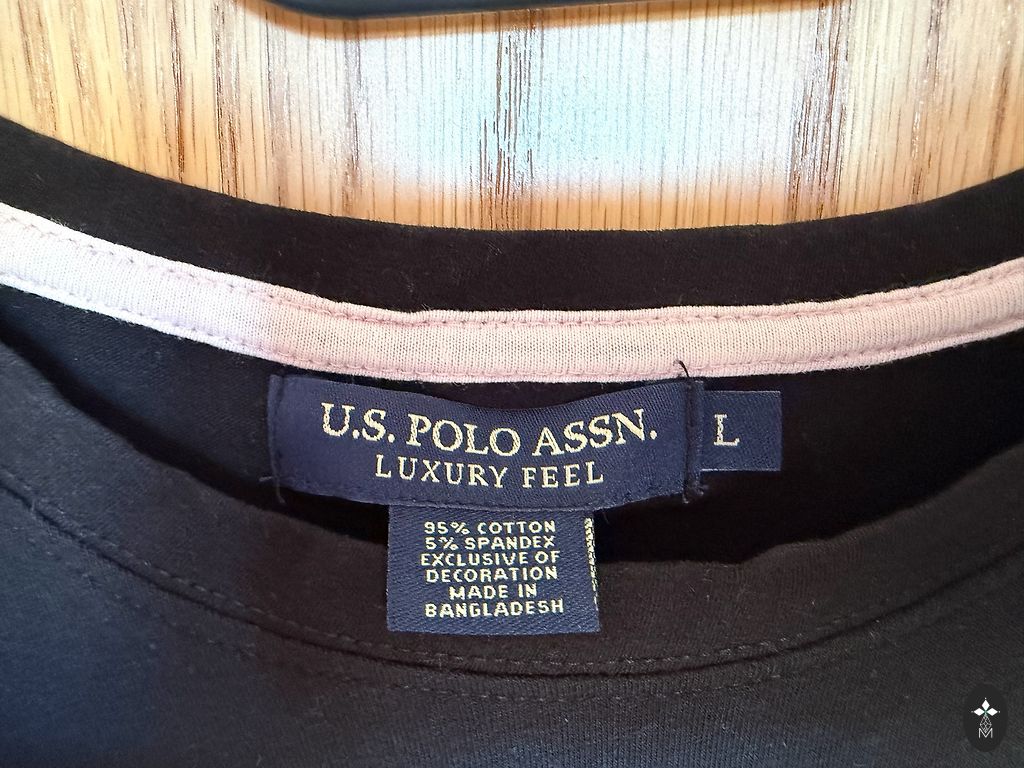 U.S. POLO ASSN.
LUXURY FEEL
L
95% COTTON
5% SPANDEX
EXCLUSIVE OF
DECORATION
MADE IN
BANGLADESH
M